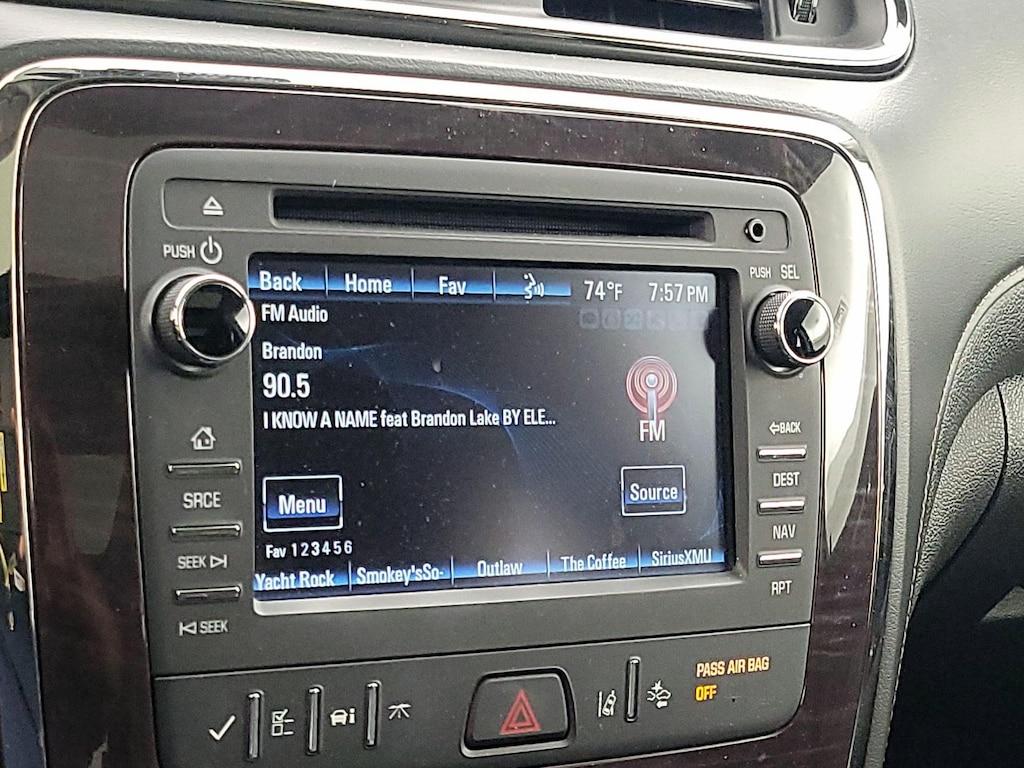 PUSH
PUSH SEL
Back Home Fav 74°F 7:57 PM
FM Audio
Brandon
90.5
I KNOW A NAME feat Brandon Lake BY ELE...
FM
BACK
DEST
SRCE
Menu Source
NAV
Fav 1 2 3 4 5 6
SEEK
Yacht Rock Smokey'sSo- Outlaw The Coffee SiriusXMU
RPT
SEEK
PASS AIR BAG
OFF